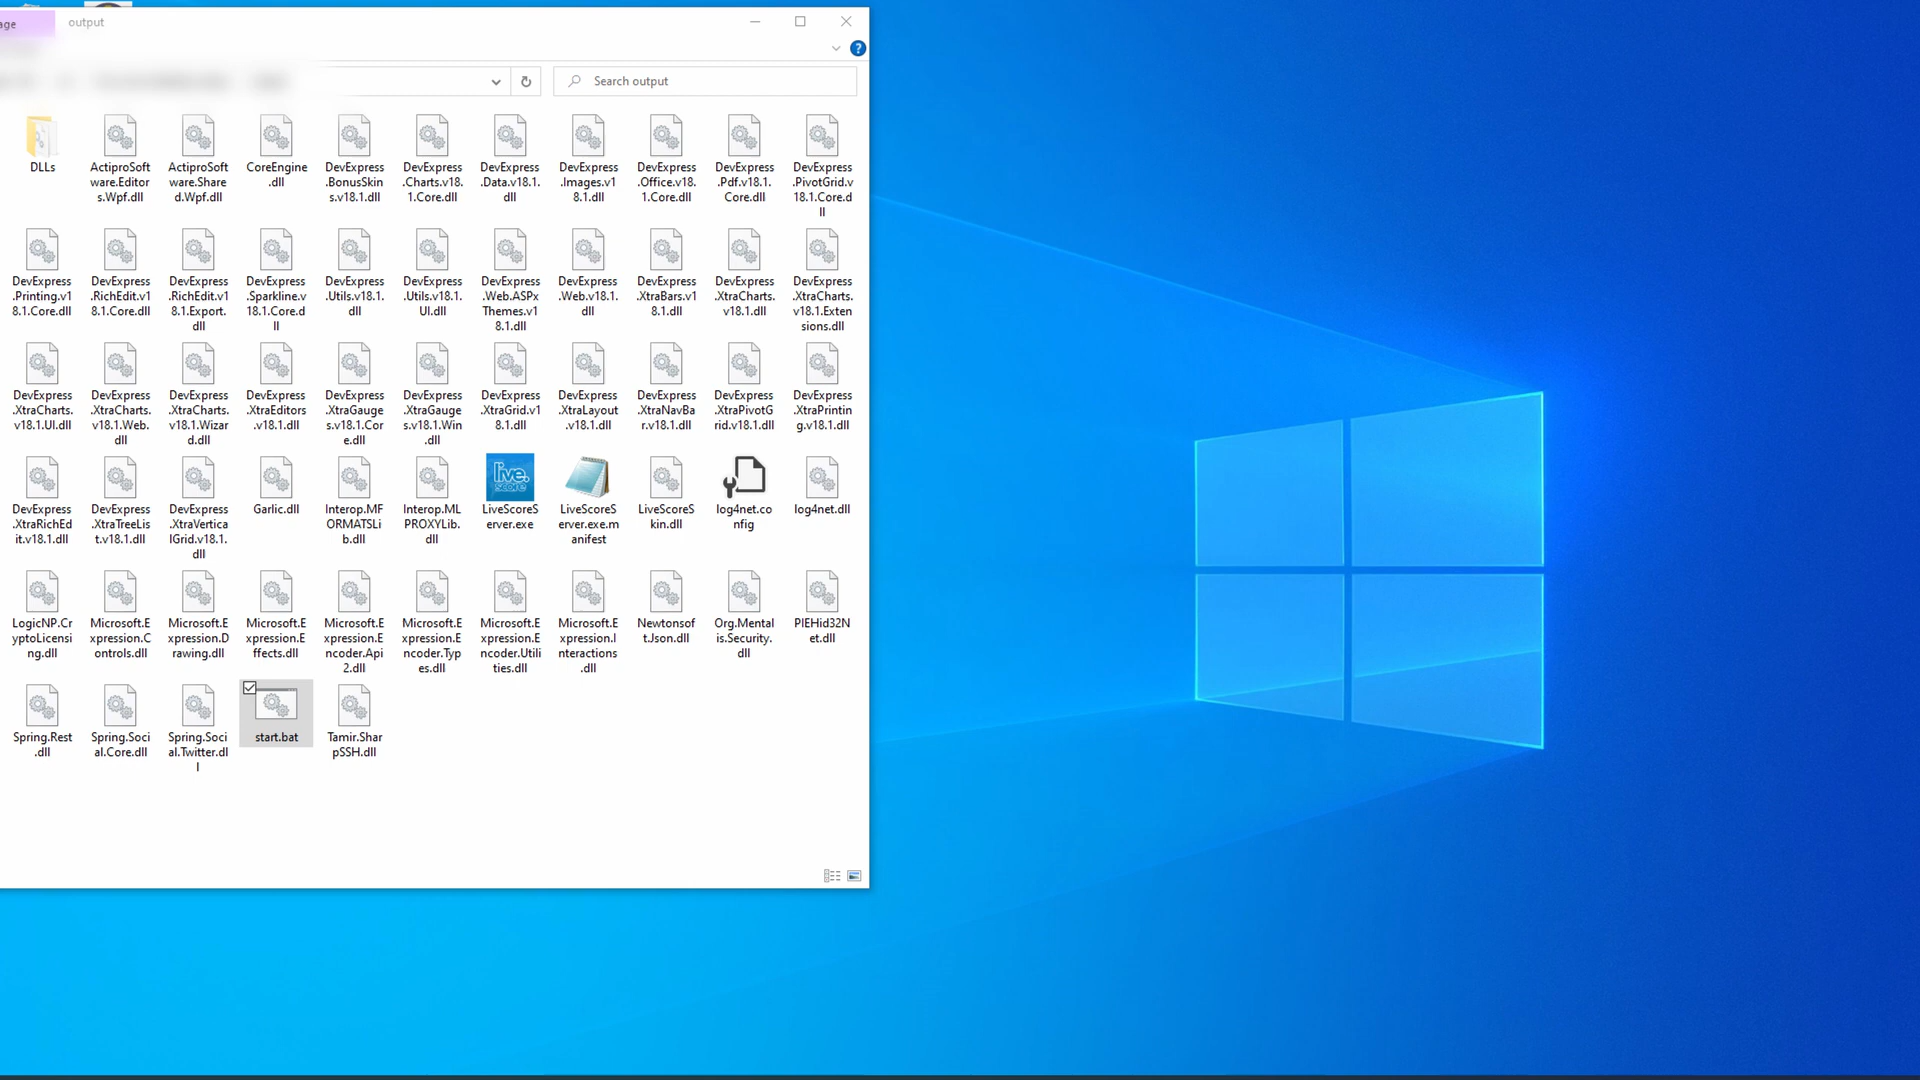 age
output
?
Search output
DLLs
ActiproSoft
ware.Editor
s.Wpf.dll
ActiproSoft
ware.Share
d.Wpf.dll
CoreEngine
.dll
DevExpress
.BonusSkin
s.v18.1.dll
DevExpress
.Charts.v18.
1.Core.dll
DevExpress
.Data.v18.1.
dll
DevExpress
.Images.v1
8.1.dll
DevExpress
.Office.v18.
1.Core.dll
DevExpress
.Pdf.v18.1.
Core.dll
DevExpress
.PivotGrid.v
18.1.Core.d
ll
DevExpress
.Printing.v1
8.1.Core.dll
DevExpress
.RichEdit.v1
8.1.Core.dll
DevExpress
.RichEdit.v1
8.1.Export.
dll
DevExpress
.Sparkline.v
18.1.Core.d
ll
DevExpress
.Utils.v18.1.
dll
DevExpress
.Utils.v18.1.
UI.dll
DevExpress
.Web.ASPx
Themes.v1
8.1.dll
DevExpress
.Web.v18.1.
dll
DevExpress
.XtraBars.v1
8.1.dll
DevExpress
.XtraCharts.
v18.1.dll
DevExpress
.XtraCharts.
v18.1.Exten
sions.dll
DevExpress
.XtraCharts.
v18.1.UI.dll
DevExpress
.XtraCharts.
v18.1.Web.
dll
DevExpress
.XtraCharts.
v18.1.Wizar
d.dll
DevExpress
.XtraEditors
.v18.1.dll
DevExpress
.XtraGauge
s.v18.1.Cor
e.dll
DevExpress
.XtraGauge
s.v18.1.Win
.dll
DevExpress
.XtraGrid.v1
8.1.dll
DevExpress
.XtraLayout
.v18.1.dll
DevExpress
.XtraNavBa
r.v18.1.dll
DevExpress
.XtraPivotG
rid.v18.1.dll
DevExpress
.XtraPrintin
g.v18.1.dll
DevExpress
.XtraRichEd
it.v18.1.dll
DevExpress
.XtraTreeLis
t.v18.1.dll
DevExpress
.XtraVertica
lGrid.v18.1.
dll
Garlic.dll
Interop.MF
ORMATSLi
b.dll
Interop.ML
PROXYLib.
dll
live.
score
LiveScoreS
erver.exe
LiveScoreS
erver.exe.m
anifest
LiveScoreS
kin.dll
log4net.co
nfig
log4net.dll
LogicNP.Cr
yptoLicensi
ng.dll
Microsoft.E
xpression.C
ontrols.dll
Microsoft.E
xpression.D
rawing.dll
Microsoft.E
xpression.E
ffects.dll
Microsoft.E
xpression.E
ncoder.Api
2.dll
Microsoft.E
xpression.E
ncoder.Typ
es.dll
Microsoft.E
xpression.E
ncoder.Utili
ties.dll
Microsoft.E
xpression.I
nteractions
.dll
Newtonsof
t.Json.dll
Org.Mental
is.Security.
dll
PIEHid32N
et.dll
Spring.Rest
.dll
Spring.Soci
al.Core.dll
Spring.Soci
al.Twitter.dl
l
start.bat
Tamir.Shar
pSSH.dll